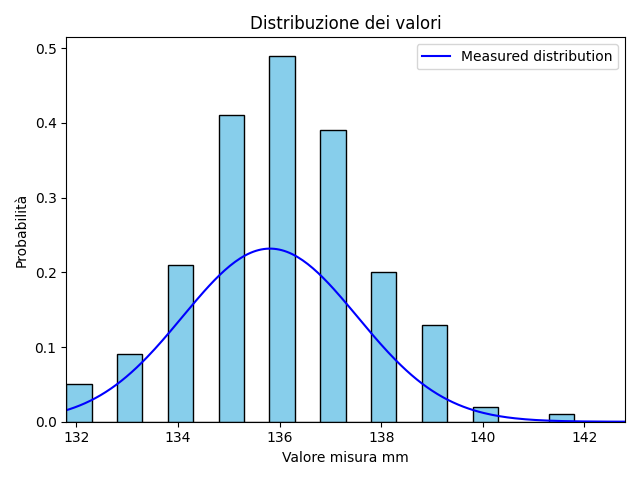 Distribuzione dei valori
Measured distribution
Probabilità
0.5
0.4
0.3
0.2
0.1
0.0
132 134 136 138 140 142
Valore misura mm